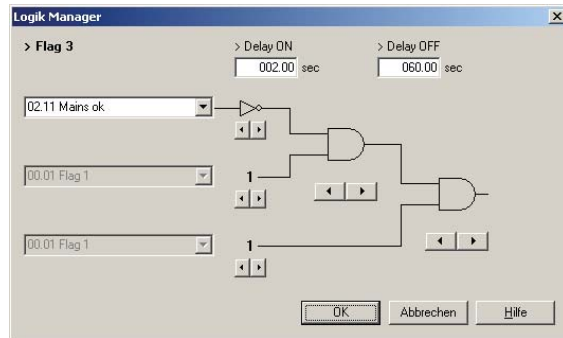 Logik Manager
> Flag 3
> Delay ON
> Delay OFF
002.00 sec
060.00 sec
02.11 Mains ok
00.01 Flag 1
1
00.01 Flag 1
1
OK
Abbrechen
Hilfe